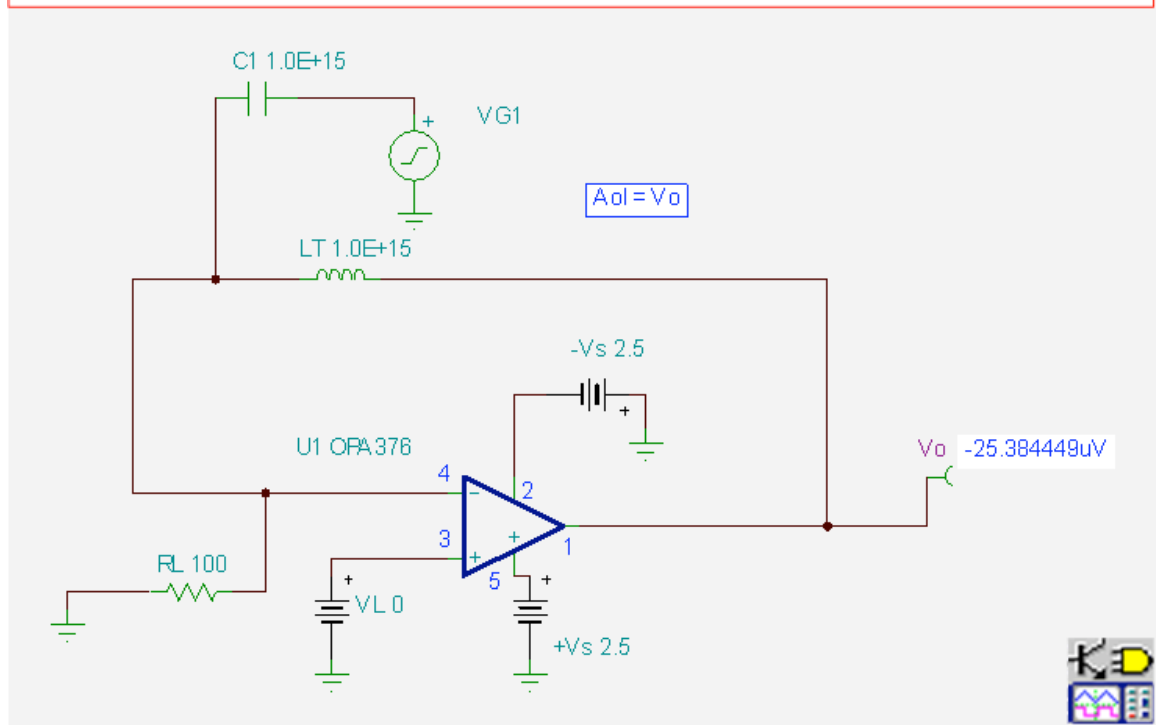 C1 1.0E+15
+
VG1
Aol = Vo
LT 1.0E+15
-Vs 2.5
+
U1 OPA376
Vo -25.384449uV
4
-
2
3
+
+
1
RL 100
5
+
+
VL 0
+Vs 2.5